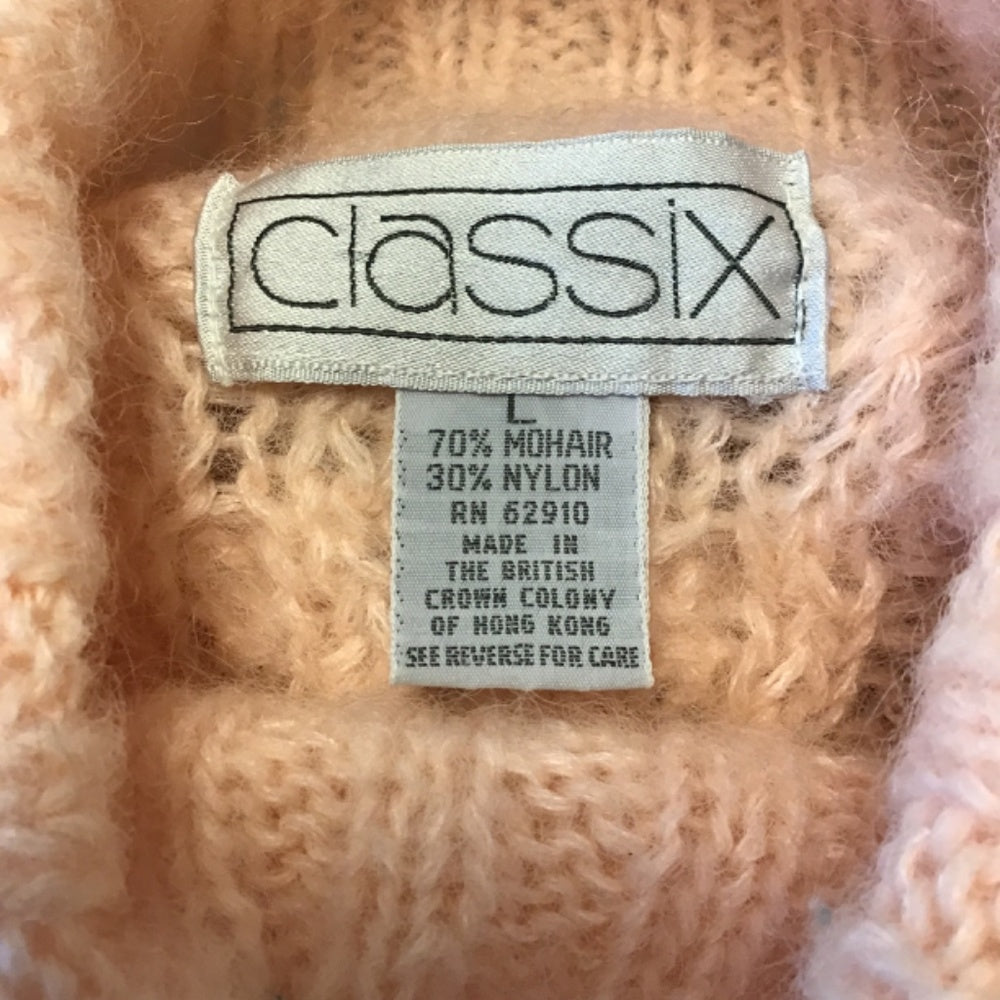 classix
L
70% MOHAIR
30% NYLON
RN 62910
MADE IN
THE BRITISH
CROWN COLONY
OF HONG KONG
SEE REVERSE FOR CARE